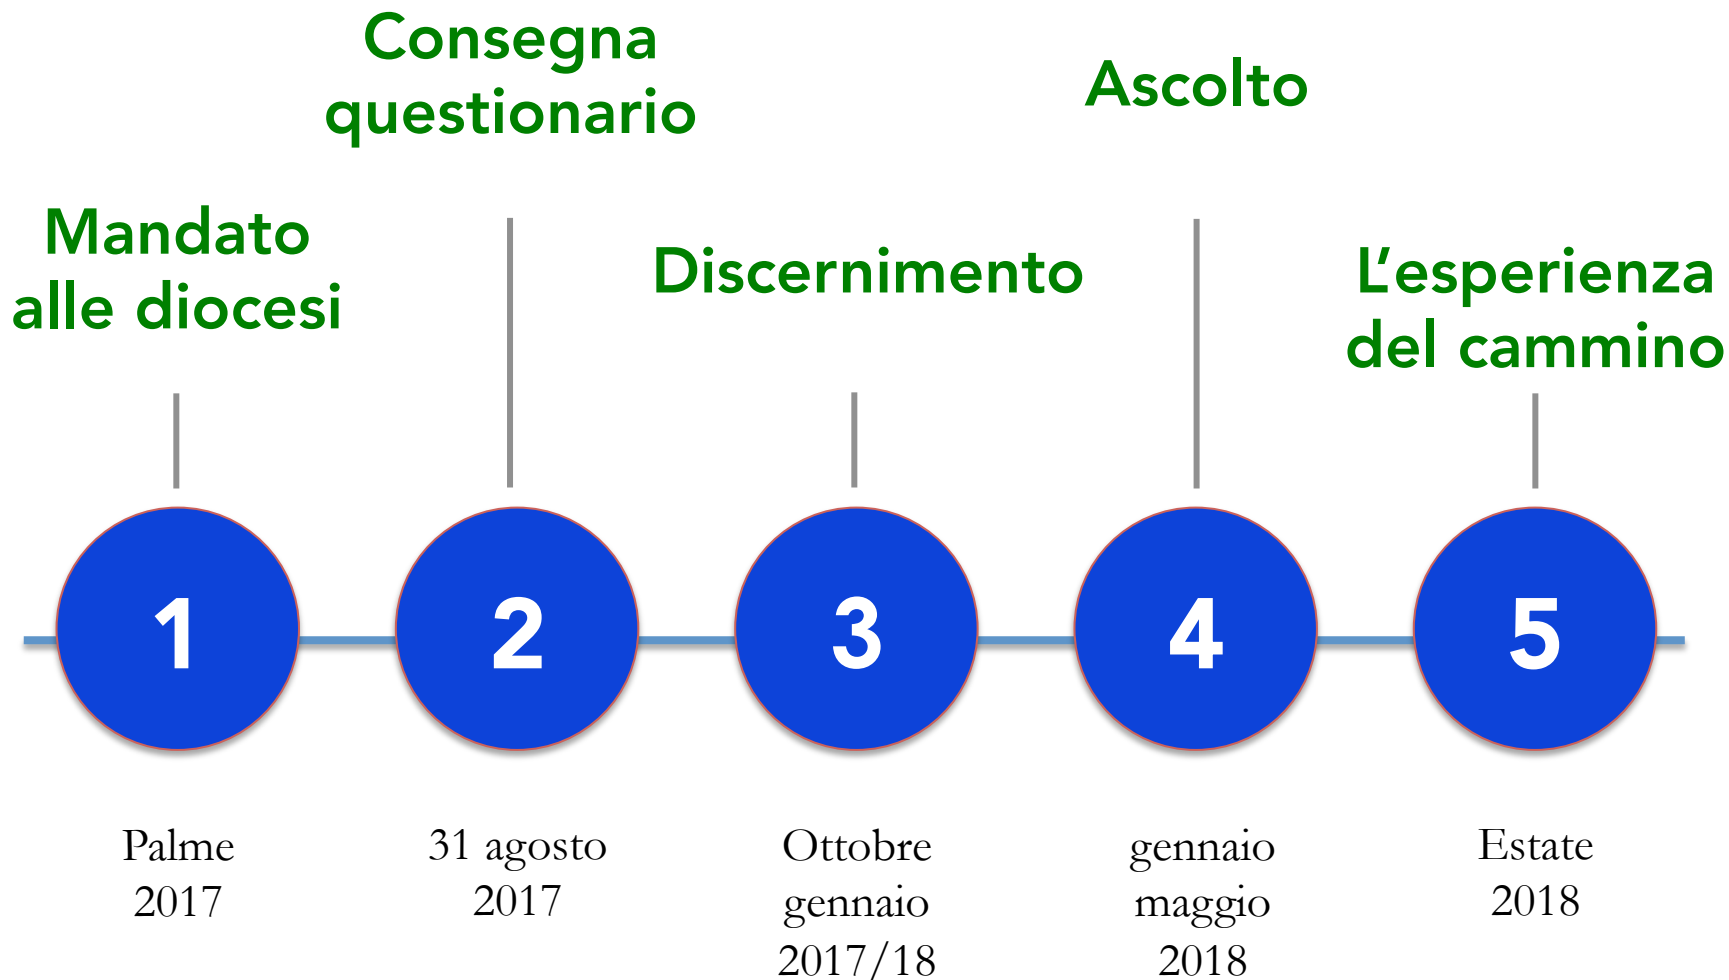 Consegna
questionario
Ascolto
Mandato
alle diocesi
Discernimento
L'esperienza
del cammino
1
2
3
4
5
Palme
2017
31 agosto
2017
Ottobre
gennaio
2017/18
gennaio
maggio
2018
Estate
2018